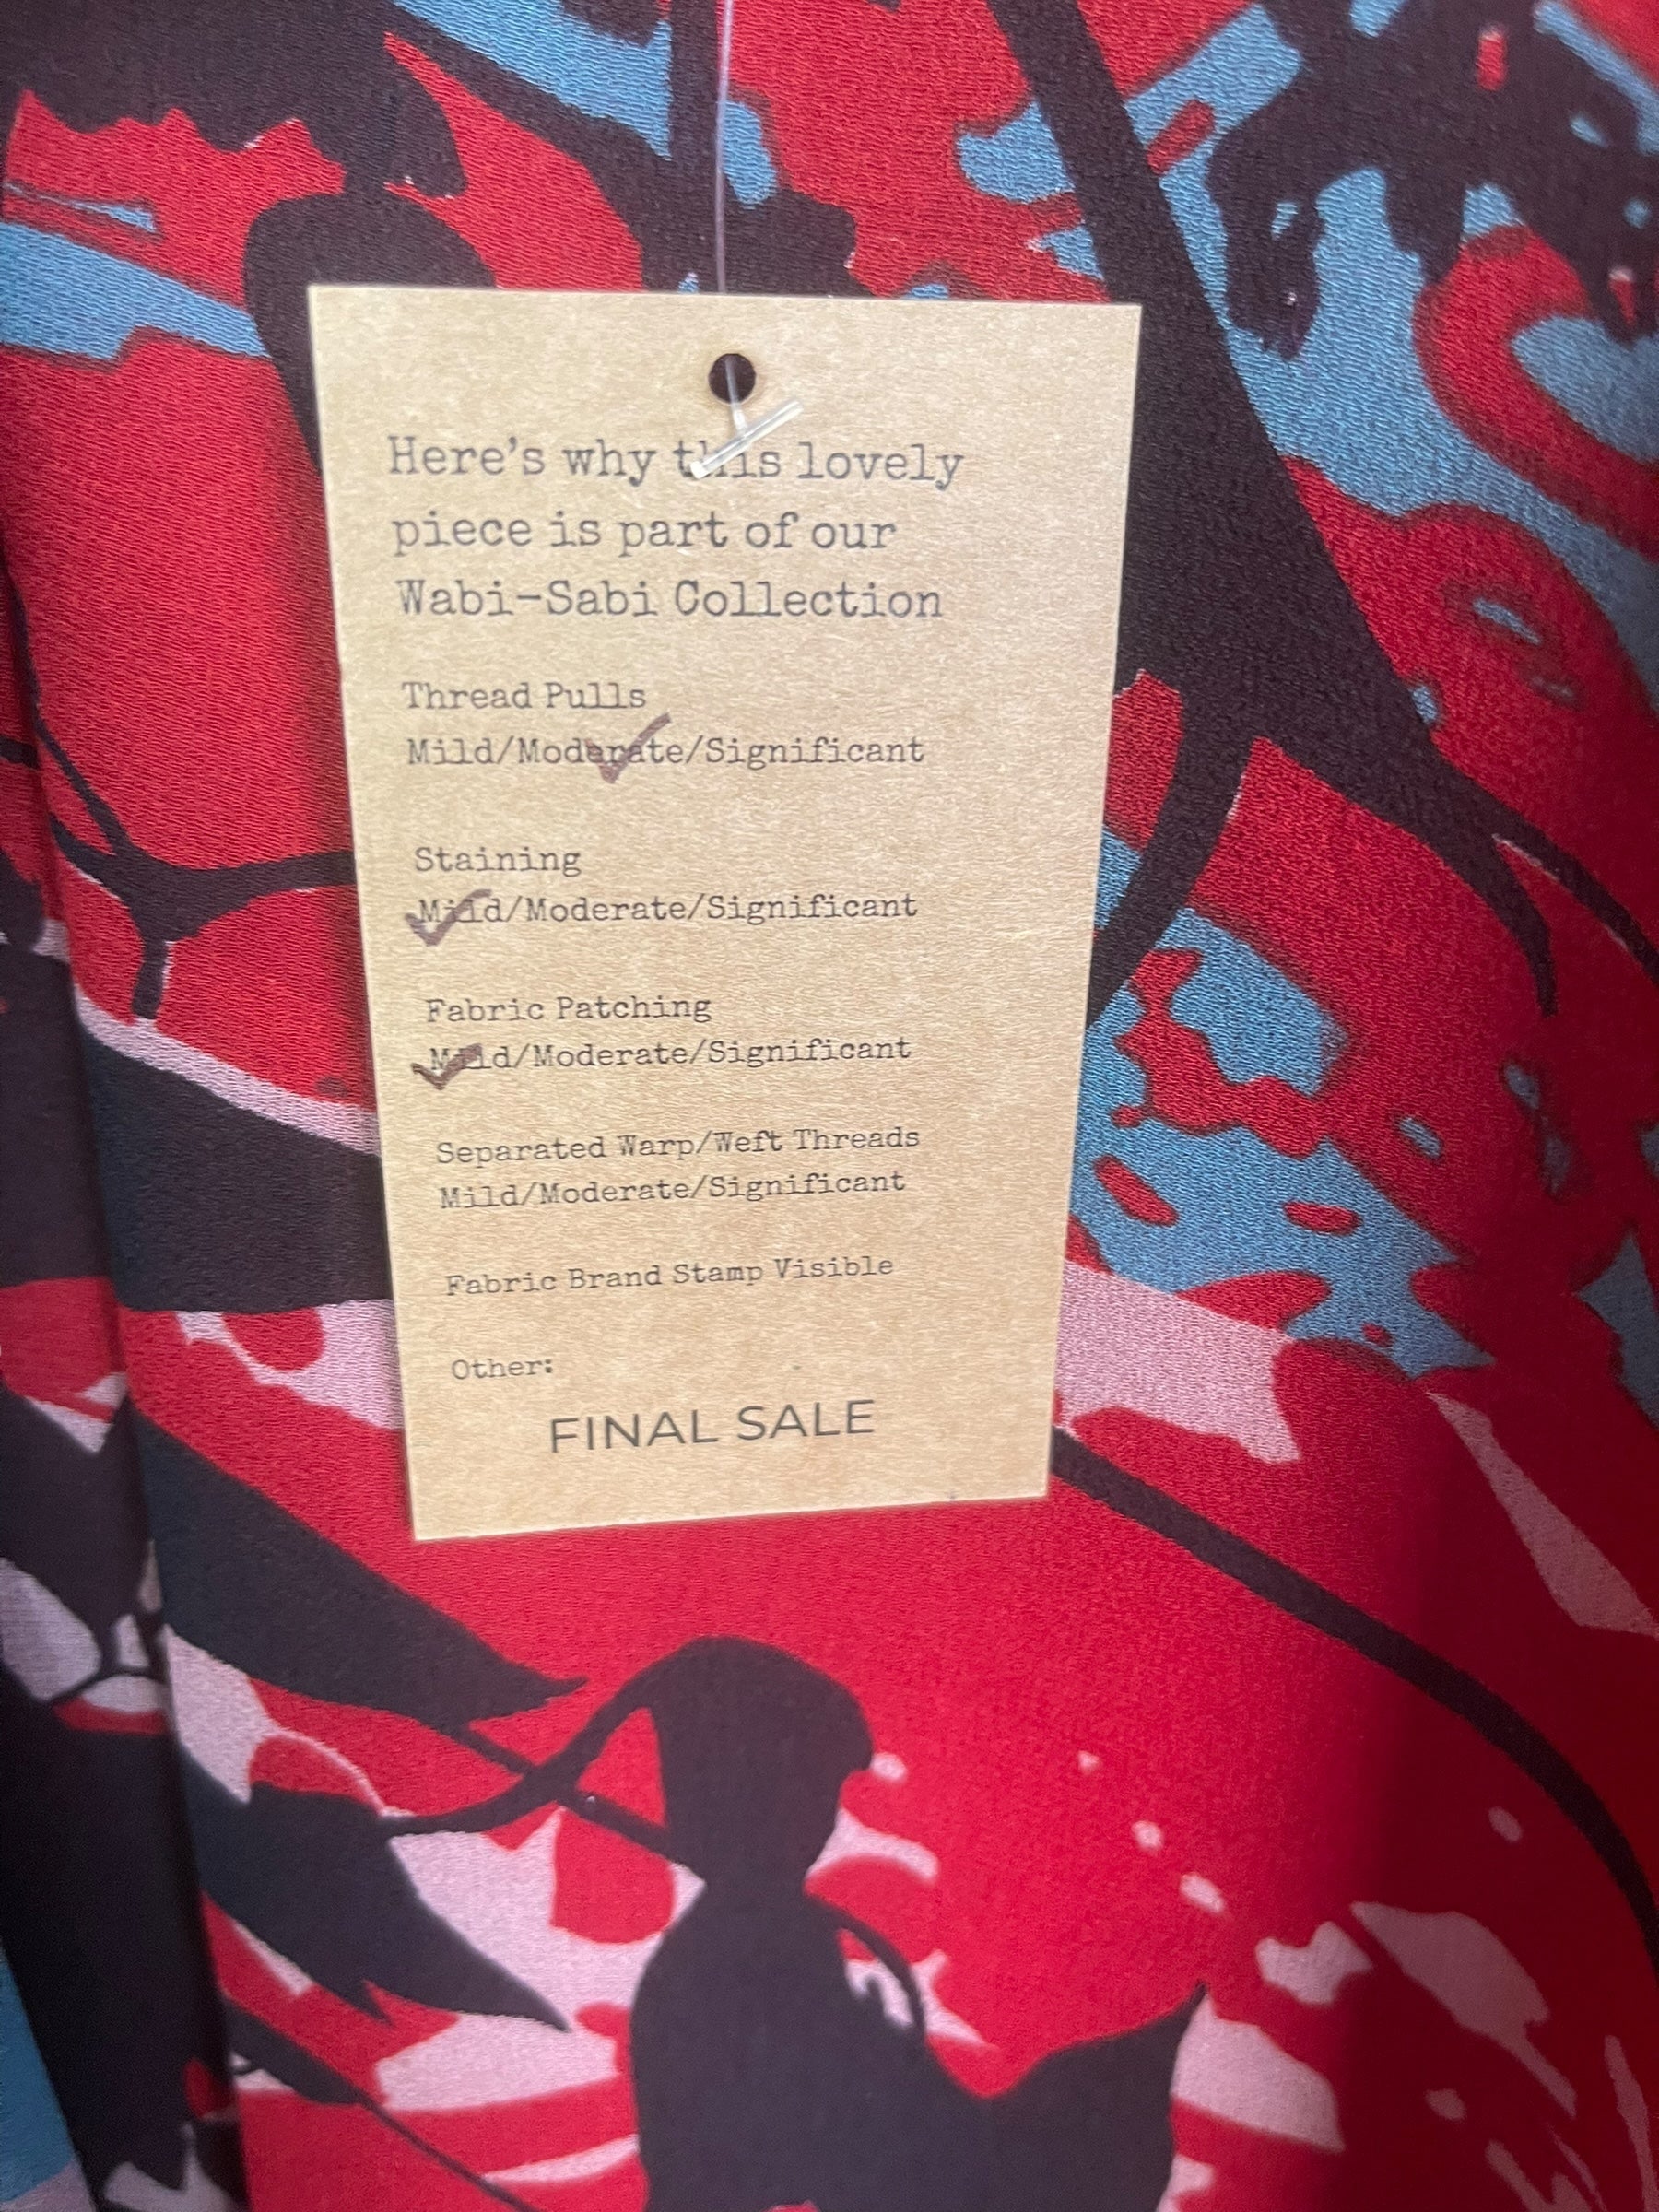 Here's why this lovely
piece is part of our
Wabi-Sabi Collection
Thread Pulls
Mild/Moderate/Significant
Staining
Mild/Moderate/Significant
Fabric Patching
Mild/Moderate/Significant
Separated Warp/Weft Threads
Mild/Moderate/Significant
Fabric Brand Stamp Visible
Other:
FINAL SALE